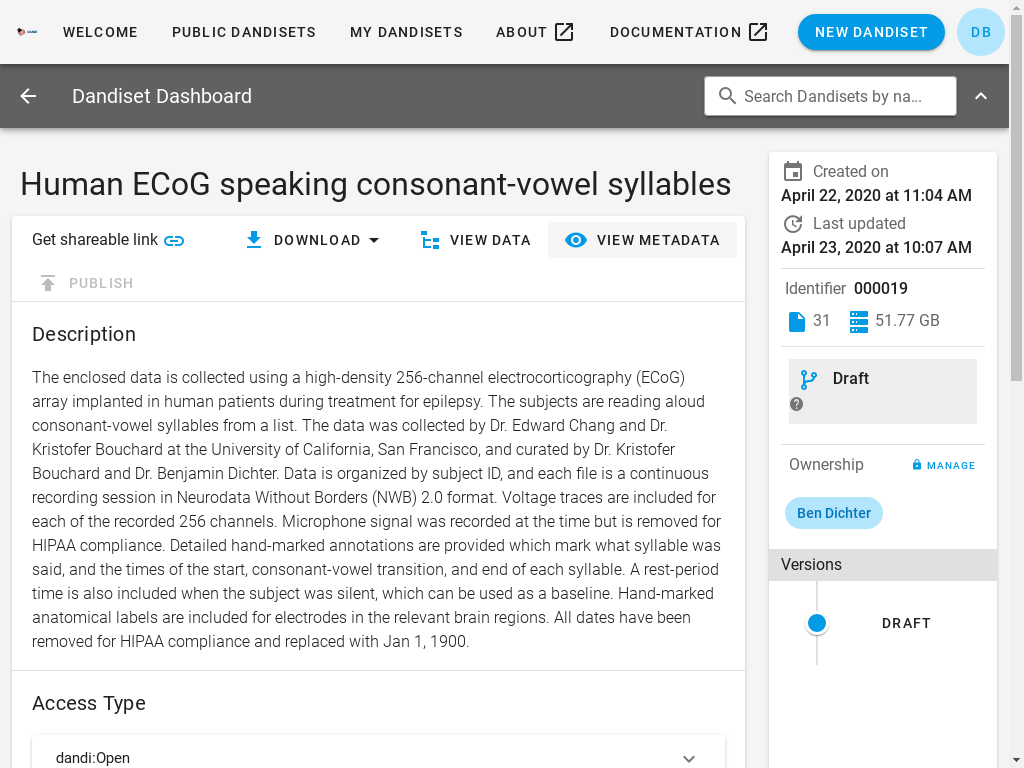 WELCOME PUBLIC DANDISETS MY DANDISETS ABOUT DOCUMENTATION NEW DANDISET DB
Dandiset Dashboard Search Dandisets by na...
Human ECoG speaking consonant-vowel syllables
Get shareable link DOWNLOAD VIEW DATA VIEW METADATA
PUBLISH
Description
The enclosed data is collected using a high-density 256-channel electrocorticography (ECoG)
array implanted in human patients during treatment for epilepsy. The subjects are reading aloud
consonant-vowel syllables from a list. The data was collected by Dr. Edward Chang and Dr.
Kristofer Bouchard at the University of California, San Francisco, and curated by Dr. Kristofer
Bouchard and Dr. Benjamin Dichter. Data is organized by subject ID, and each file is a continuous
recording session in Neurodata Without Borders (NWB) 2.0 format. Voltage traces are included for
each of the recorded 256 channels. Microphone signal was recorded at the time but is removed for
HIPAA compliance. Detailed hand-marked annotations are provided which mark what syllable was
said, and the times of the start, consonant-vowel transition, and end of each syllable. A rest-period
time is also included when the subject was silent, which can be used as a baseline. Hand-marked
anatomical labels are included for electrodes in the relevant brain regions. All dates have been
removed for HIPAA compliance and replaced with Jan 1, 1900.
Access Type
dandi:Open
Created on
April 22, 2020 at 11:04 AM
Last updated
April 23, 2020 at 10:07 AM
Identifier 000019
31 51.77 GB
Draft
Ownership MANAGE
Ben Dichter
Versions
DRAFT